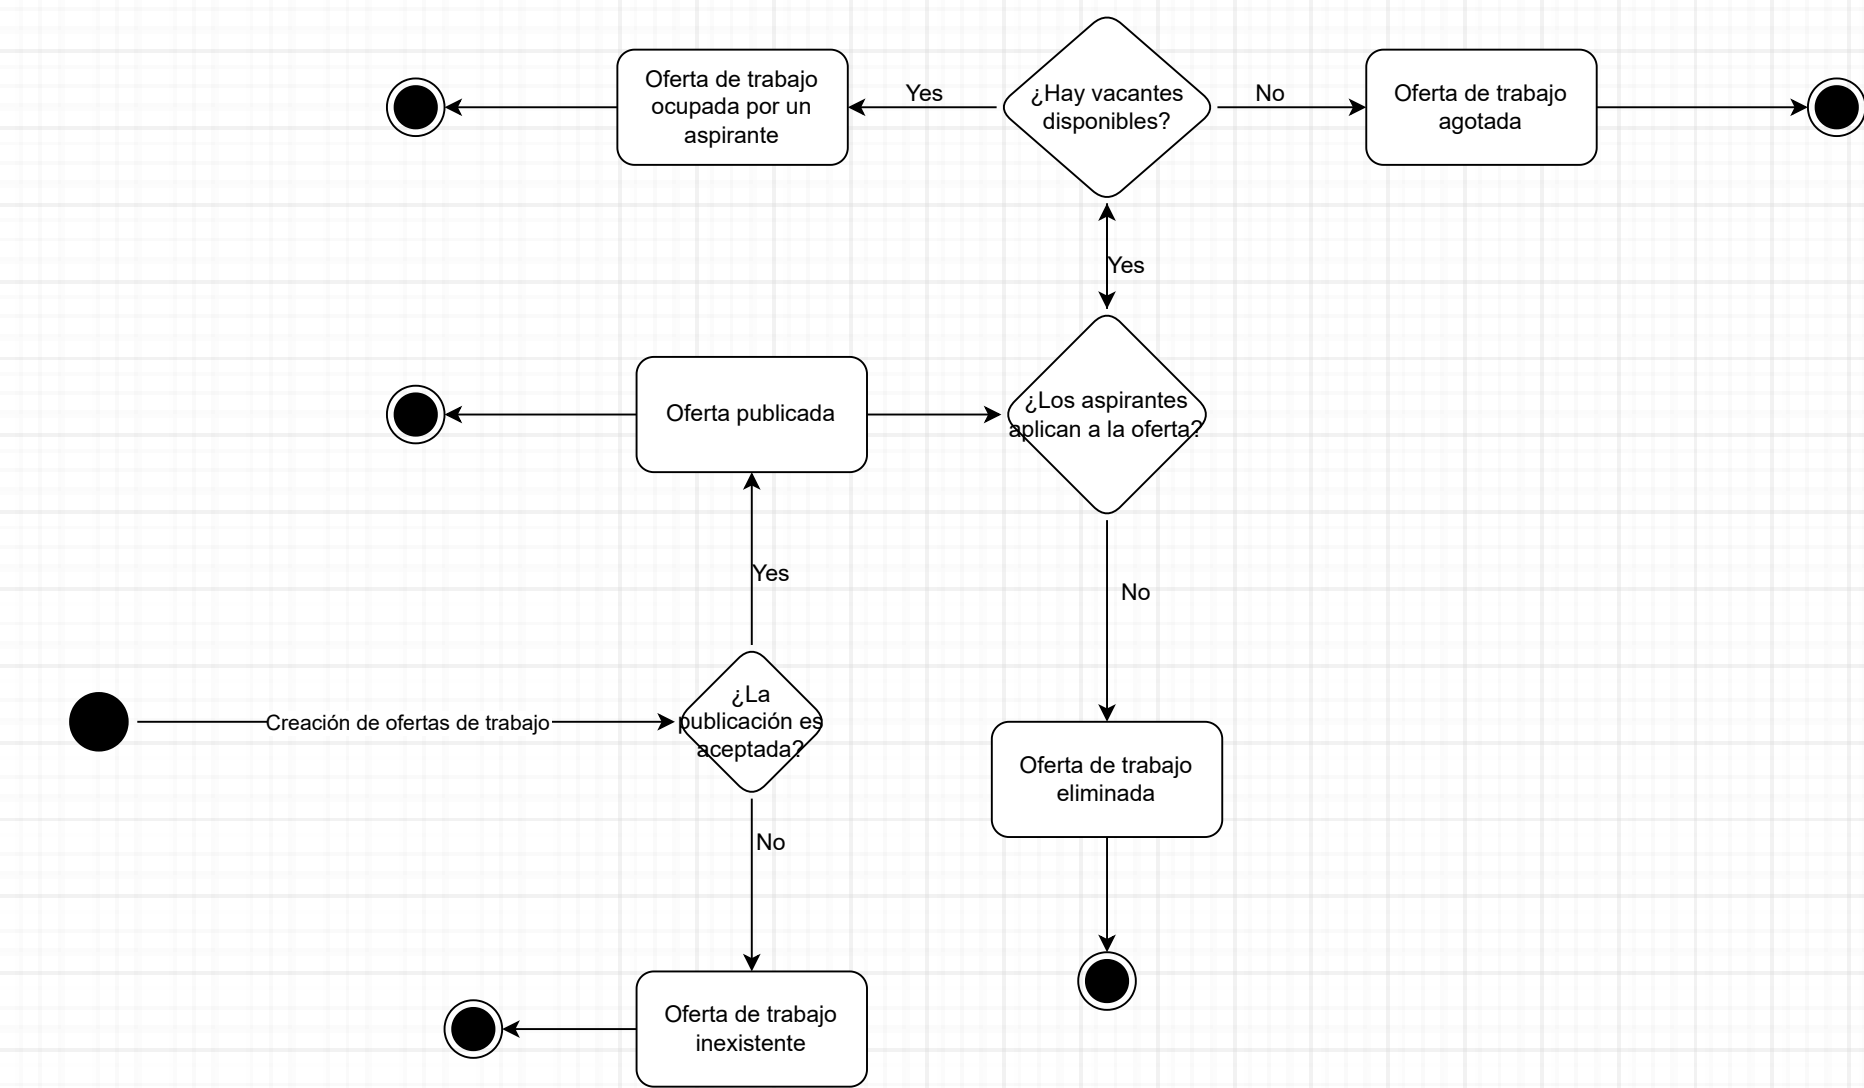 Oferta de trabajo
ocupada por un
aspirante
Yes
¿Hay vacantes
disponibles?
No
Oferta de trabajo
agotada
Yes
Oferta publicada
¿Los aspirantes
aplican a la oferta?
Yes
No
Creación de ofertas de trabajo
¿La
publicación es
aceptada?
Oferta de trabajo
eliminada
No
Oferta de trabajo
inexistente